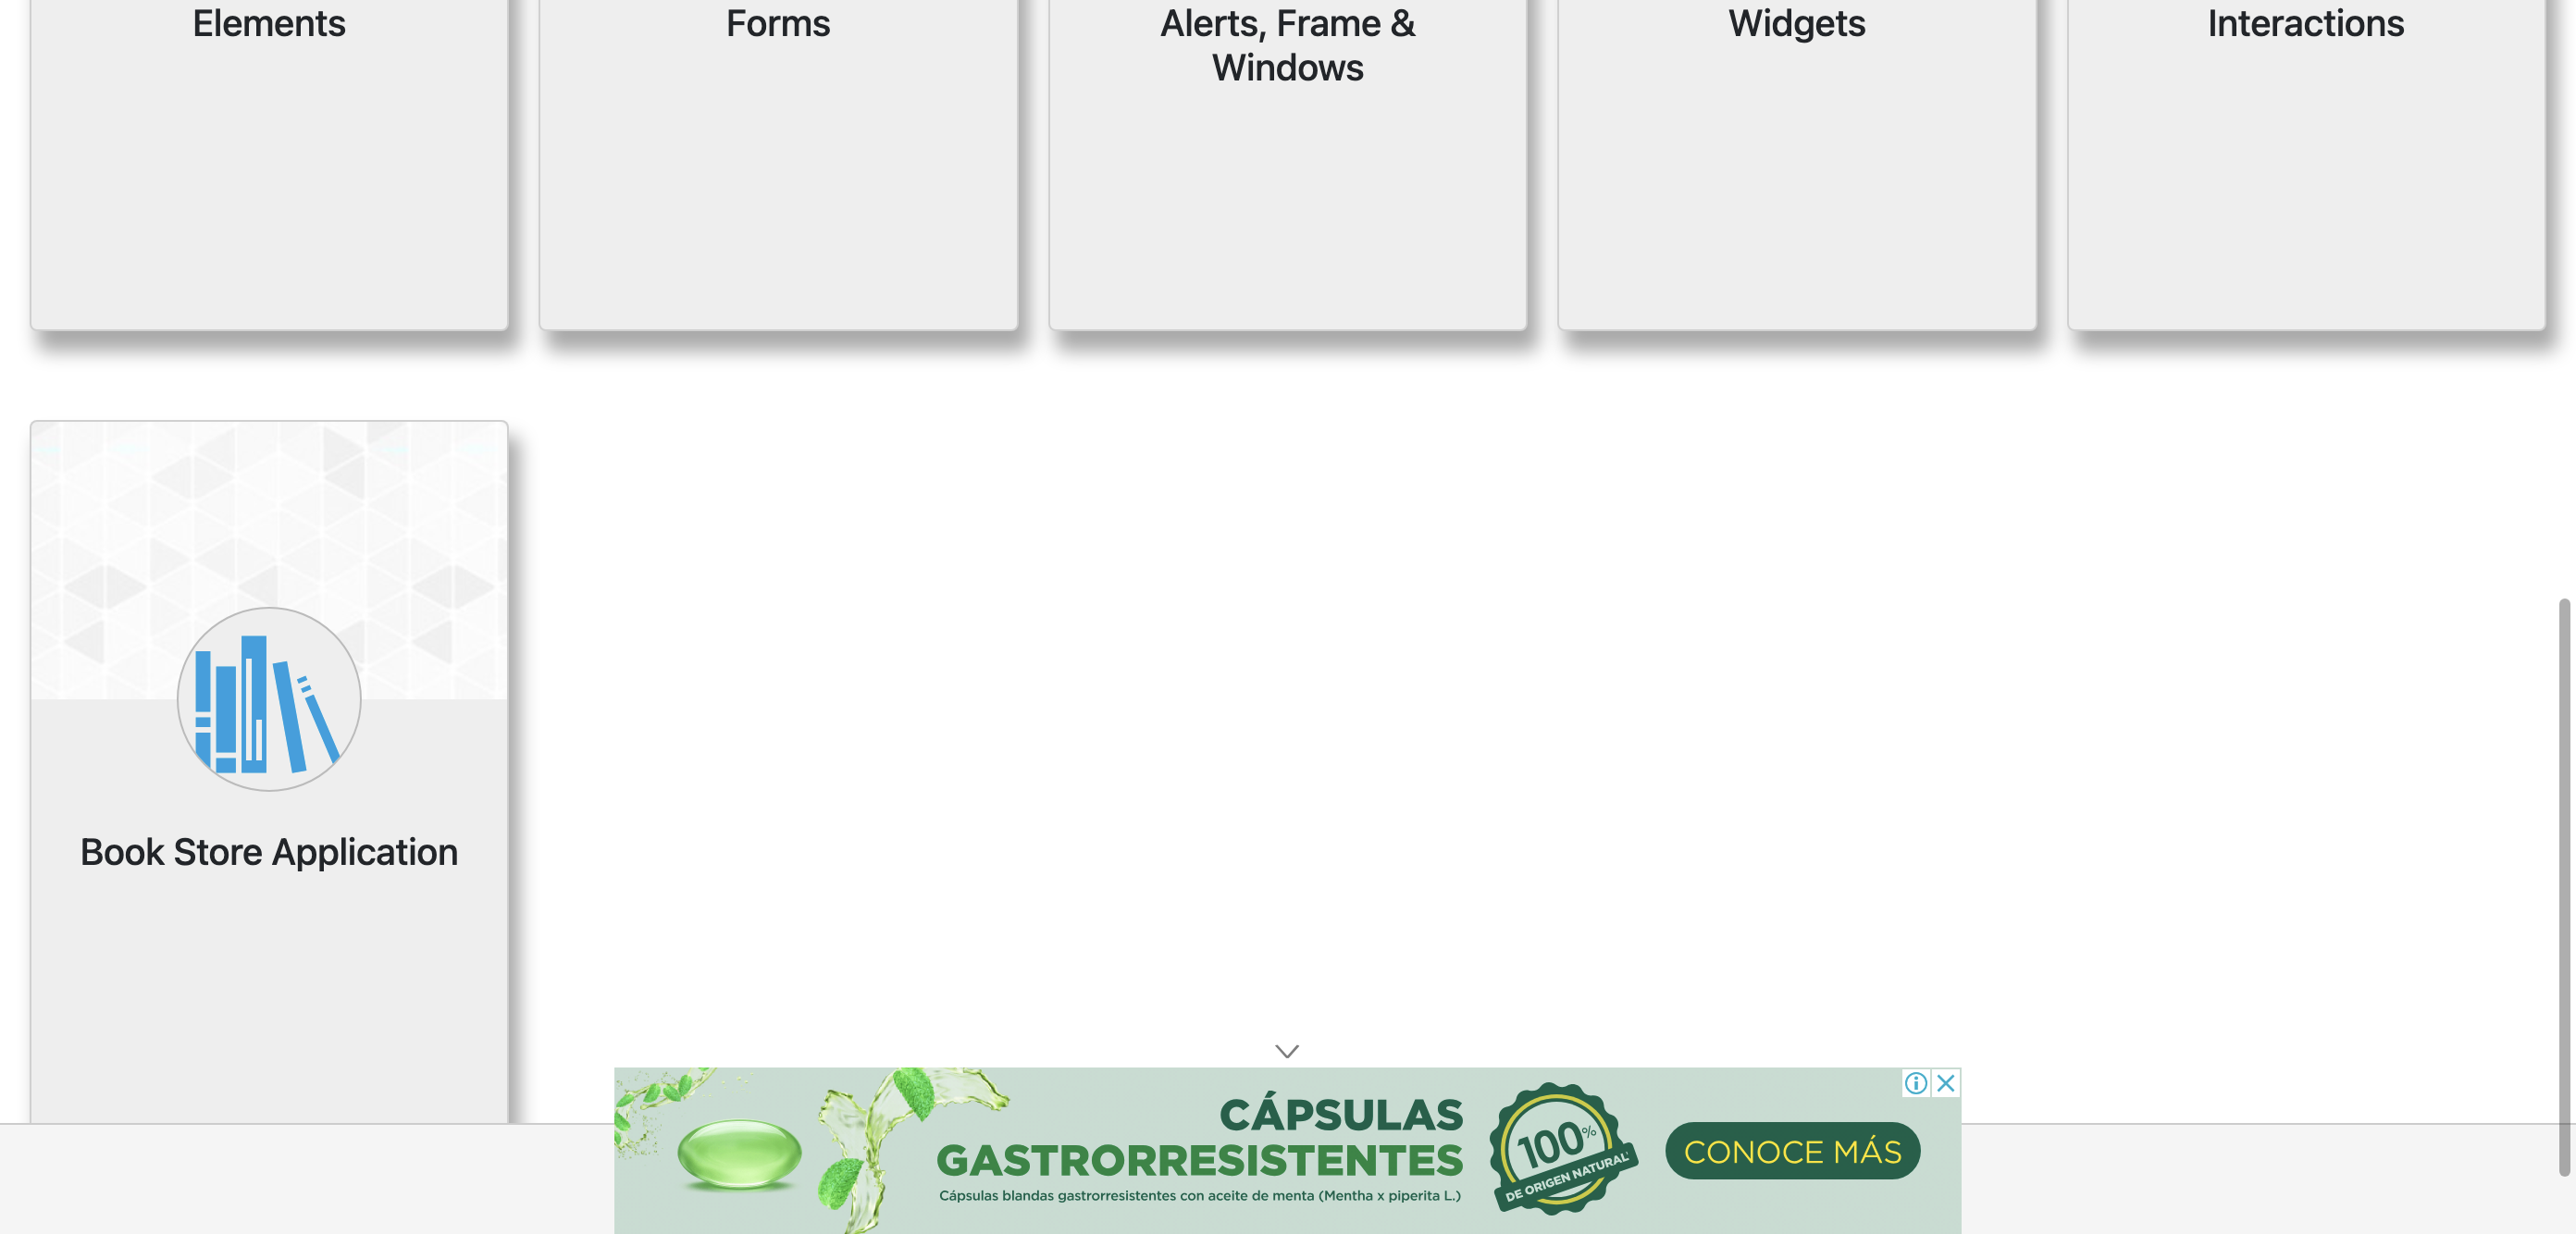 Elements
Forms
Alerts, Frame &
Windows
Widgets
Interactions
Book Store Application
CÁPSULAS
GASTRORRESISTENTES
Cápsulas blandas gastrorresistentes con aceite de menta (Mentha x piperita L.)
100%
DE ORIGEN NATURAL*
CONOCE MÁS